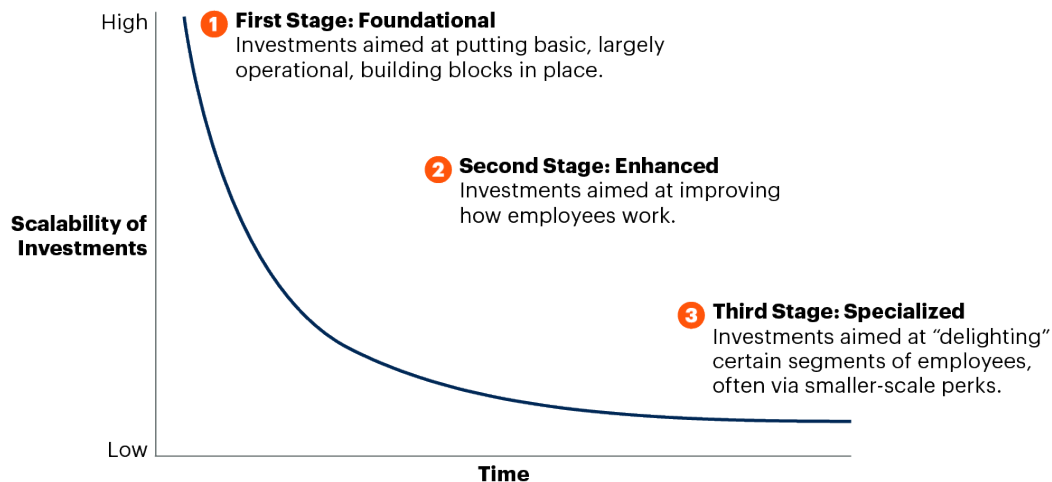 High
1 First Stage: Foundational
Investments aimed at putting basic, largely
operational, building blocks in place.
2 Second Stage: Enhanced
Investments aimed at improving
how employees work.
Scalability of
Investments
3 Third Stage: Specialized
Investments aimed at “delighting”
certain segments of employees,
often via smaller-scale perks.
Low
Time